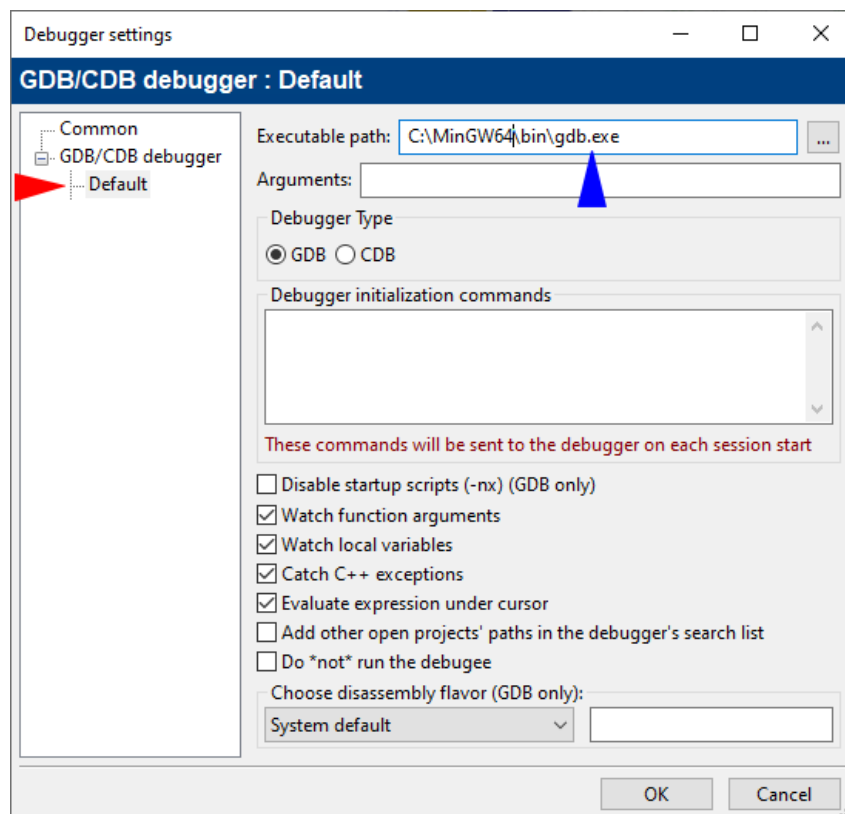 Debugger settings
GDB/CDB debugger : Default
Common
GDB/CDB debugger
Default
Executable path: C:\MinGW64\bin\gdb.exe ...
Arguments:
Debugger Type
GDB CDB
Debugger initialization commands
These commands will be sent to the debugger on each session start
Disable startup scripts (-nx) (GDB only)
Watch function arguments
Watch local variables
Catch C++ exceptions
Evaluate expression under cursor
Add other open projects' paths in the debugger's search list
Do *not* run the debugee
Choose disassembly flavor (GDB only):
System default
OK Cancel